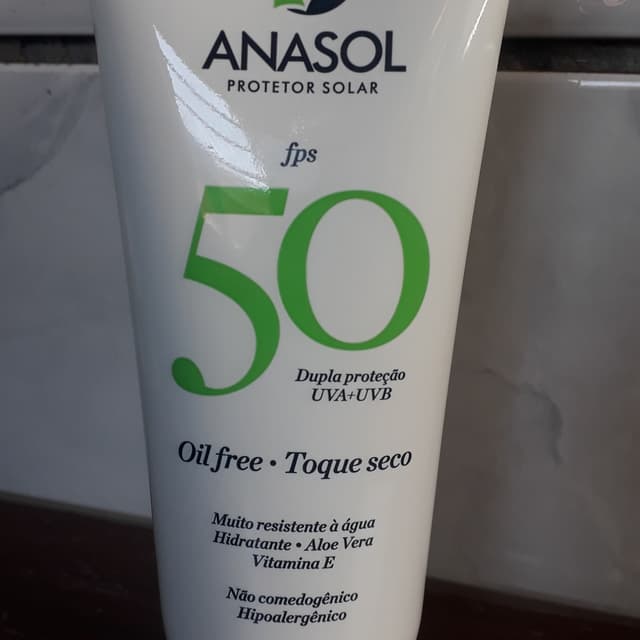 ANASOL
PROTETOR SOLAR
fps
50
Dupla proteção
UVA+UVB
Oil free • Toque seco
Muito resistente à água
Hidratante • Aloe Vera
Vitamina E
Não comedogênico
Hipoalergênico